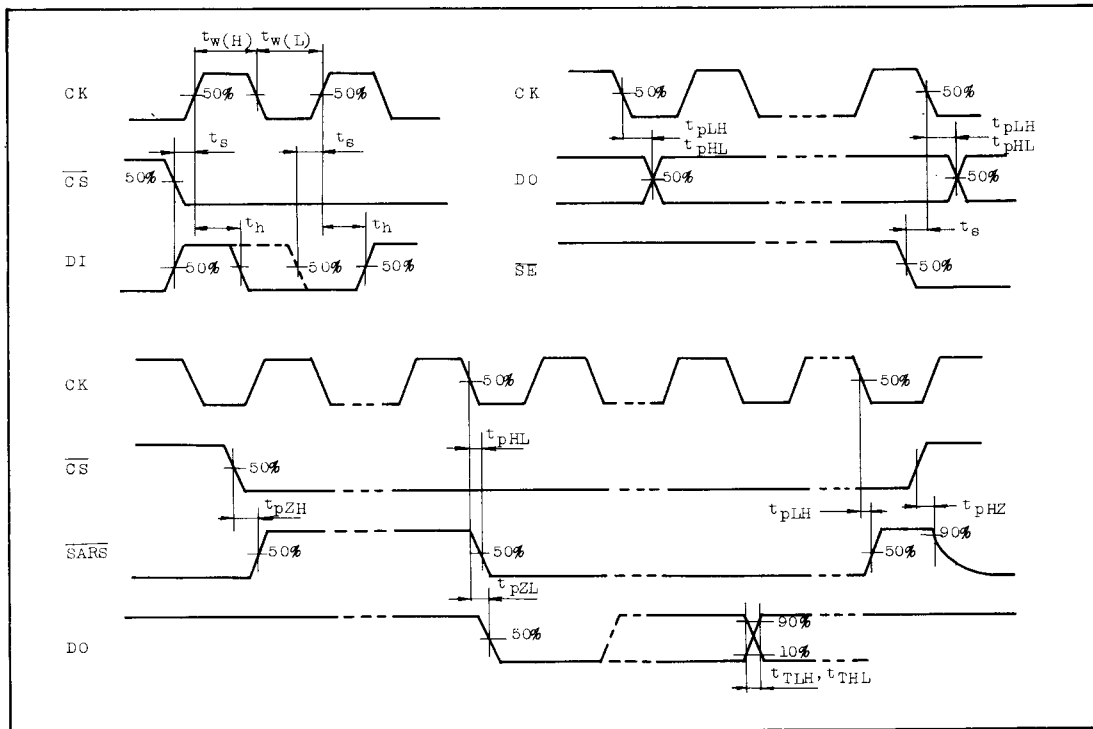 tw(H) tw(L)
CK 50% 50%
ts ts
CS 50%
th th
DI 50% 50% 50%
CK 50% 50%
tpLH tpLH
tpHL tpHL
DO 50% 50%
ts
SE 50%
CK 50% 50%
tpHL
CS 50%
tpZH tpLH tpHZ
SARS 50% 50% 50% 90%
tpZL
DO 50% 90%
10%
tTLH, tTHL